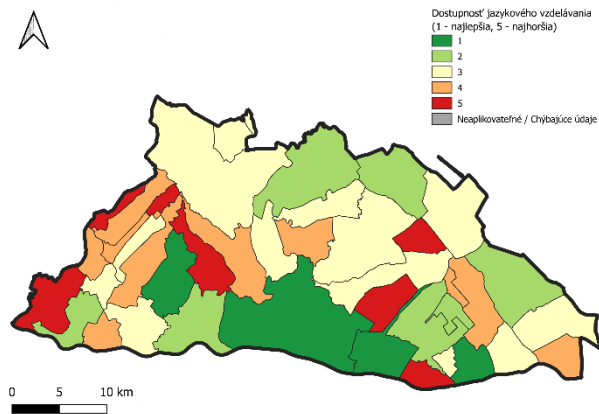 Dostupnosť jazykového vzdelávania
(1 - najlepšia, 5 - najhoršia)
1
2
3
4
5
Neaplikovateľné / Chýbajúce údaje
0 5 10 km